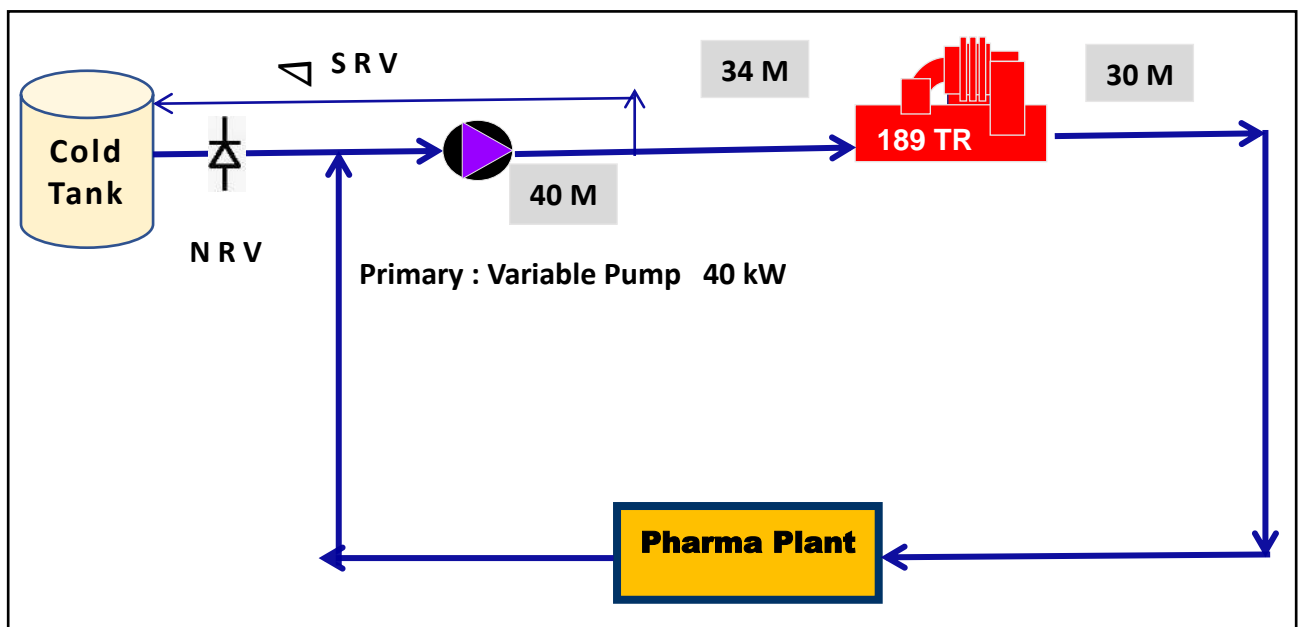 S R V
34 M
30 M
Cold
Tank
189 TR
40 M
N R V
Primary : Variable Pump 40 kW
Pharma Plant